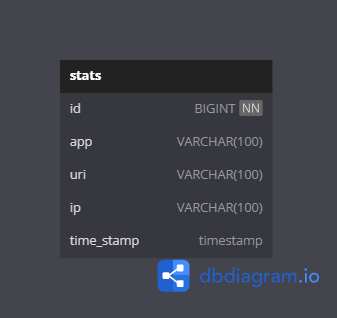 stats
id BIGINT NN
app VARCHAR(100)
uri VARCHAR(100)
ip VARCHAR(100)
time_stamp timestamp
dbdiagram.io